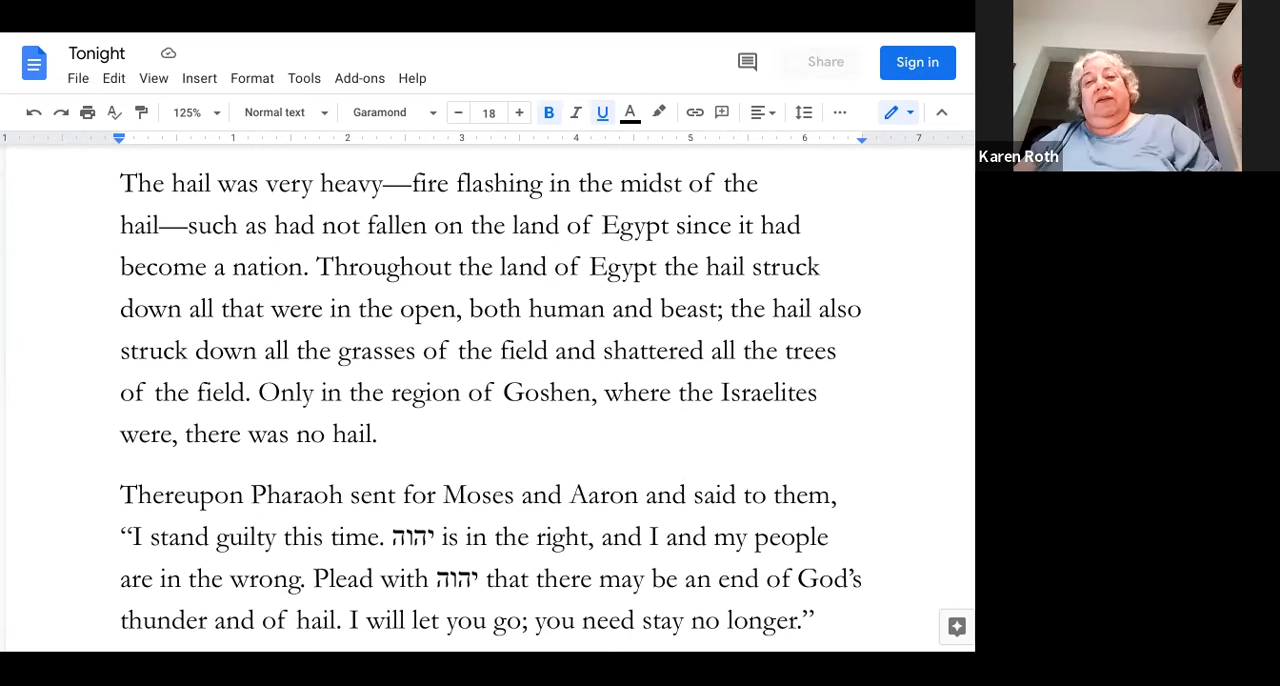 Tonight
Sign in
Share
File Edit View Insert Format Tools Add-ons Help
125% Normal text Garamond − 18 + B I U A
1 1 2 3 4 5 6 7
The hail was very heavy—fire flashing in the midst of the
hail—such as had not fallen on the land of Egypt since it had
become a nation. Throughout the land of Egypt the hail struck
down all that were in the open, both human and beast; the hail also
struck down all the grasses of the field and shattered all the trees
of the field. Only in the region of Goshen, where the Israelites
were, there was no hail.
Thereupon Pharaoh sent for Moses and Aaron and said to them,
“I stand guilty this time. יהוה is in the right, and I and my people
are in the wrong. Plead with יהוה that there may be an end of God’s
thunder and of hail. I will let you go; you need stay no longer.”
Karen Roth